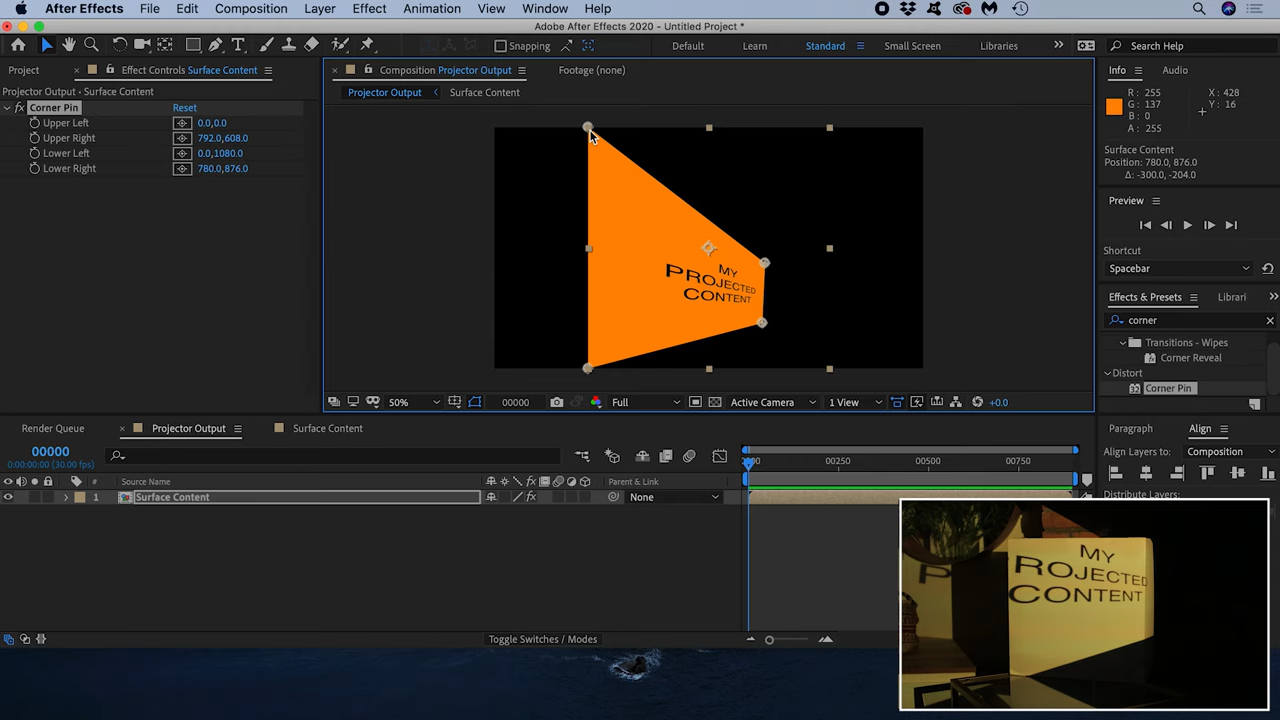 After Effects File Edit Composition Layer Effect Animation View Window Help
Adobe After Effects 2020 - Untitled Project *
Snapping Default Learn Standard Small Screen Libraries Search Help
Project Effect Controls Surface Content
Projector Output · Surface Content
fx Corner Pin Reset
Upper Left 0.0,0.0
Upper Right 792.0,608.0
Lower Left 0.0,1080.0
Lower Right 780.0,876.0
Composition Projector Output Footage (none)
Projector Output Surface Content
MY
PROJECTED
CONTENT
50% 00000 Full Active Camera 1 View +0.0
Info Audio
R: 255 X: 428
G: 137 Y: 16
B: 0
A: 255
Surface Content
Position: 780.0, 876.0
Δ: -300.0, -204.0
Preview
Shortcut
Spacebar
Effects & Presets Librari
corner
Transitions - Wipes
Corner Reveal
Distort
Corner Pin
Paragraph Align
Align Layers to: Composition
Distribute Layers:
Render Queue Projector Output Surface Content
00000
0:00:00:00 (30.00 fps)
# Source Name Parent & Link
1 Surface Content None
00250 00500 00750
Toggle Switches / Modes
P
MY
ROJECTED
CONTENT